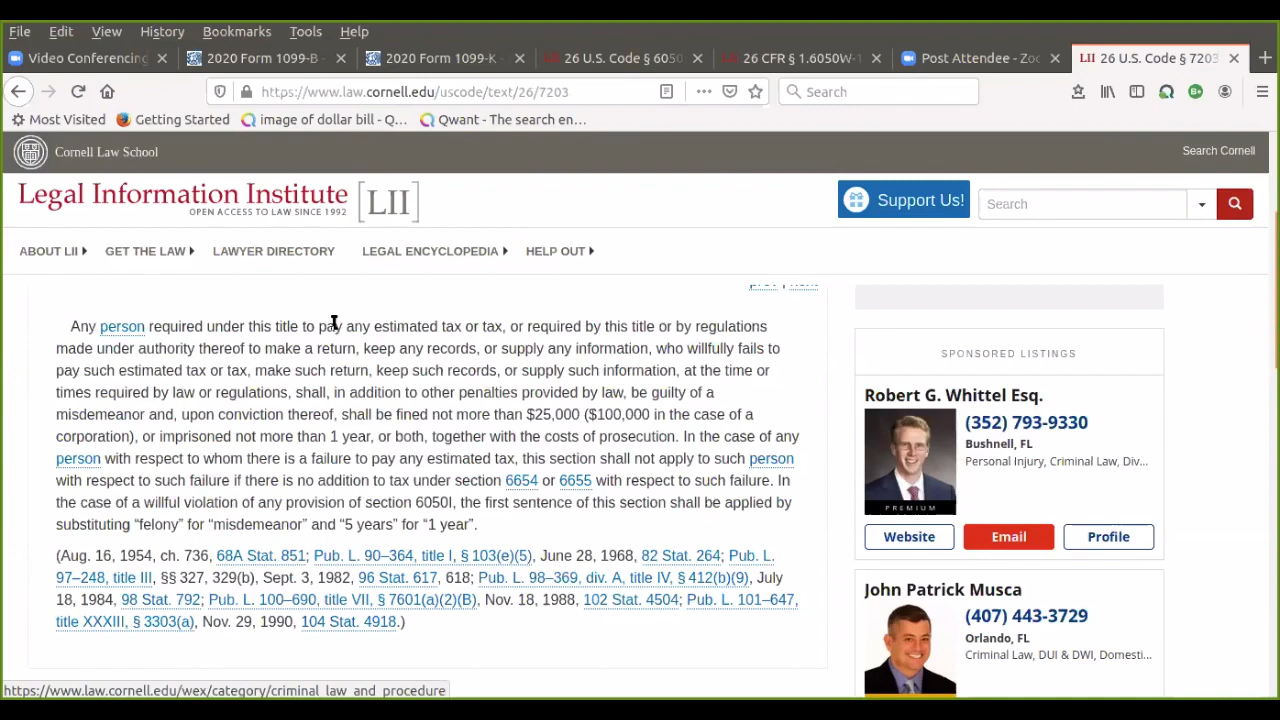 File Edit View History Bookmarks Tools Help
Video Conferencing 2020 Form 1099-B - 2020 Form 1099-K - 26 U.S. Code § 605 26 CFR § 1.6050W-1 Post Attendee - Zoo LII 26 U.S. Code § 7203
https://www.law.cornell.edu/uscode/text/26/7203 Search
Most Visited Getting Started image of dollar bill - Q... Qwant - The search en...
Cornell Law School Search Cornell
Legal Information Institute [LII]
OPEN ACCESS TO LAW SINCE 1992
Support Us! Search
ABOUT LII GET THE LAW LAWYER DIRECTORY LEGAL ENCYCLOPEDIA HELP OUT
prev | next
Any person required under this title to pay any estimated tax or tax, or required by this title or by regulations
made under authority thereof to make a return, keep any records, or supply any information, who willfully fails to
pay such estimated tax or tax, make such return, keep such records, or supply such information, at the time or
times required by law or regulations, shall, in addition to other penalties provided by law, be guilty of a
misdemeanor and, upon conviction thereof, shall be fined not more than $25,000 ($100,000 in the case of a
corporation), or imprisoned not more than 1 year, or both, together with the costs of prosecution. In the case of any
person with respect to whom there is a failure to pay any estimated tax, this section shall not apply to such person
with respect to such failure if there is no addition to tax under section 6654 or 6655 with respect to such failure. In
the case of a willful violation of any provision of section 6050I, the first sentence of this section shall be applied by
substituting “felony” for “misdemeanor” and “5 years” for “1 year”.
(Aug. 16, 1954, ch. 736, 68A Stat. 851; Pub. L. 90–364, title I, § 103(e)(5), June 28, 1968, 82 Stat. 264; Pub. L.
97–248, title III, §§ 327, 329(b), Sept. 3, 1982, 96 Stat. 617, 618; Pub. L. 98–369, div. A, title IV, § 412(b)(9), July
18, 1984, 98 Stat. 792; Pub. L. 100–690, title VII, § 7601(a)(2)(B), Nov. 18, 1988, 102 Stat. 4504; Pub. L. 101–647,
title XXXIII, § 3303(a), Nov. 29, 1990, 104 Stat. 4918.)
SPONSORED LISTINGS
Robert G. Whittel Esq.
(352) 793-9330
Bushnell, FL
Personal Injury, Criminal Law, Div...
PREMIUM
Website Email Profile
John Patrick Musca
(407) 443-3729
Orlando, FL
Criminal Law, DUI & DWI, Domesti...
https://www.law.cornell.edu/wex/category/criminal_law_and_procedure